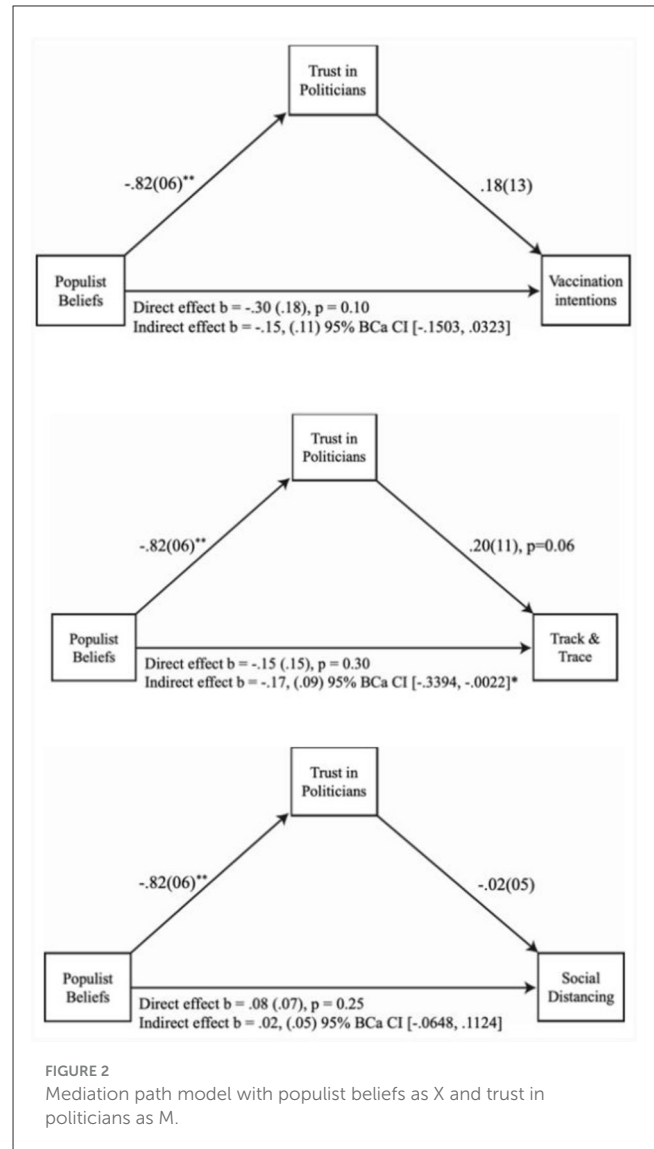 Trust in
Politicians
-.82(06)**
.18(13)
Populist
Beliefs
Vaccination
intentions
Direct effect b = -.30 (.18), p = 0.10
Indirect effect b = -.15, (.11) 95% BCa CI [-.1503, .0323]
Trust in
Politicians
-.82(06)**
.20(11), p=0.06
Populist
Beliefs
Track &
Trace
Direct effect b = -.15 (.15), p = 0.30
Indirect effect b = -.17, (.09) 95% BCa CI [-.3394, -.0022]*
Trust in
Politicians
-.82(06)**
-.02(05)
Populist
Beliefs
Social
Distancing
Direct effect b = .08 (.07), p = 0.25
Indirect effect b = .02, (.05) 95% BCa CI [-.0648, .1124]
FIGURE 2
Mediation path model with populist beliefs as X and trust in
politicians as M.